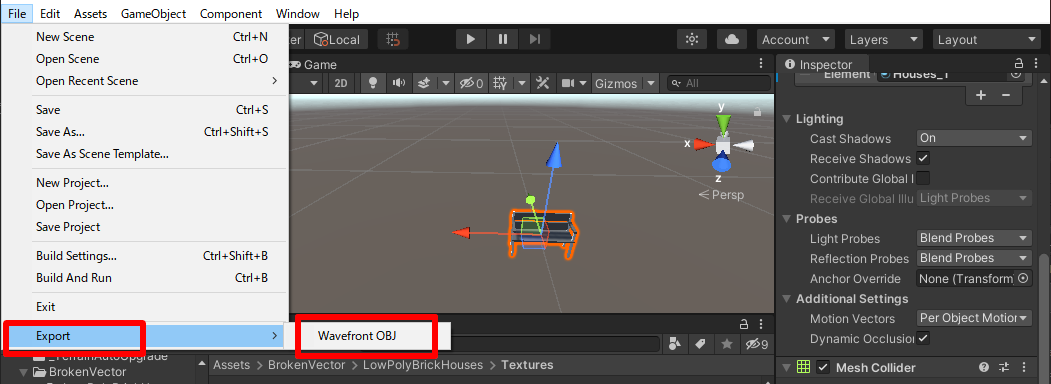 File Edit Assets GameObject Component Window Help
New Scene Ctrl+N
Open Scene Ctrl+O
Open Recent Scene
Save Ctrl+S
Save As... Ctrl+Shift+S
Save As Scene Template...
New Project...
Open Project...
Save Project
Build Settings... Ctrl+Shift+B
Build And Run Ctrl+B
Exit
Export
Wavefront OBJ
_TerrainAutoUpgrade
BrokenVector
Local
Account
Layers
Layout
Game
2D
0
Gizmos
All
y
x
z
Persp
9
Assets > BrokenVector > LowPolyBrickHouses > Textures
Inspector
Element
Houses_1
Lighting
Cast Shadows On
Receive Shadows
Contribute Global I
Receive Global Illu Light Probes
Probes
Light Probes Blend Probes
Reflection Probes Blend Probes
Anchor Override None (Transform
Additional Settings
Motion Vectors Per Object Motion
Dynamic Occlusion
Mesh Collider